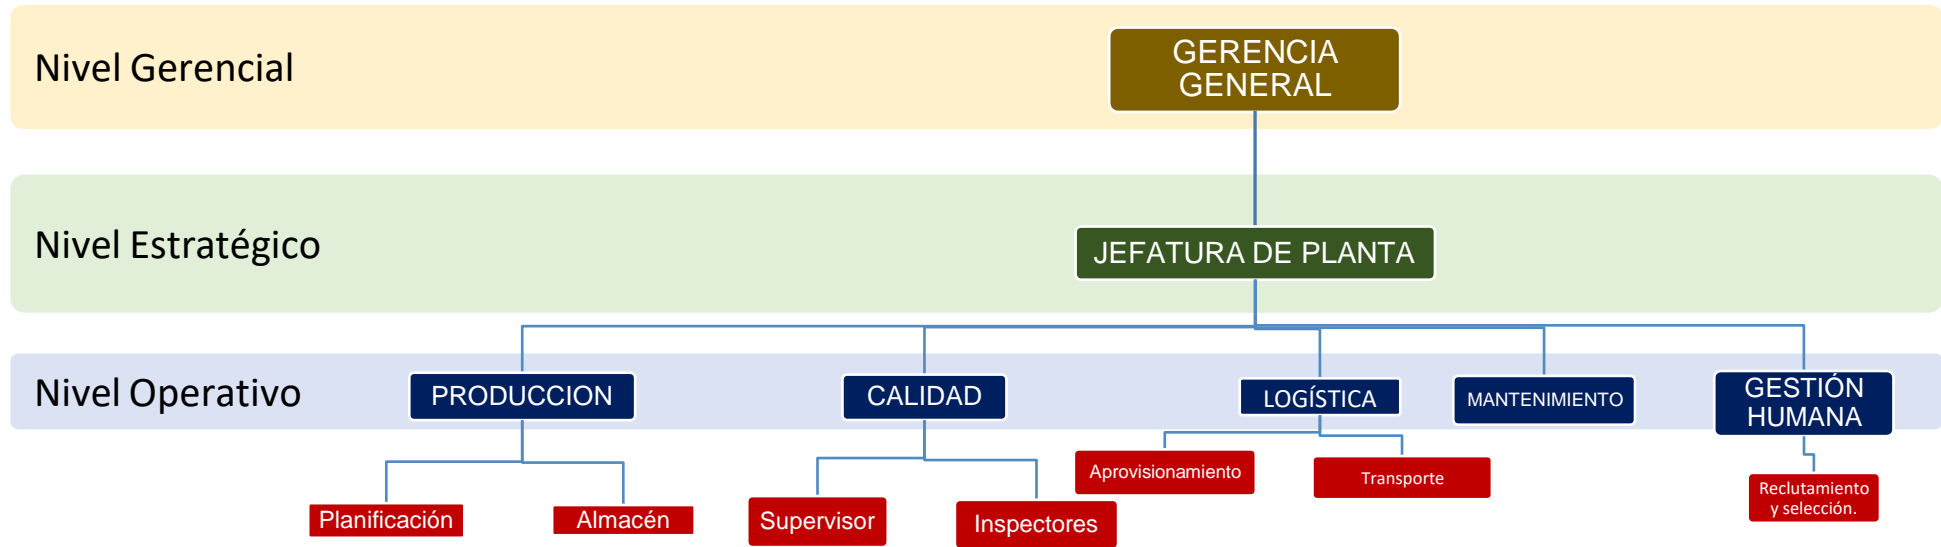 Nivel Gerencial
GERENCIA
GENERAL
Nivel Estratégico
JEFATURA DE PLANTA
Nivel Operativo
PRODUCCION
CALIDAD
LOGÍSTICA
MANTENIMIENTO
GESTIÓN
HUMANA
Planificación
Almacén
Supervisor
Inspectores
Aprovisionamiento
Transporte
Reclutamiento
y selección.